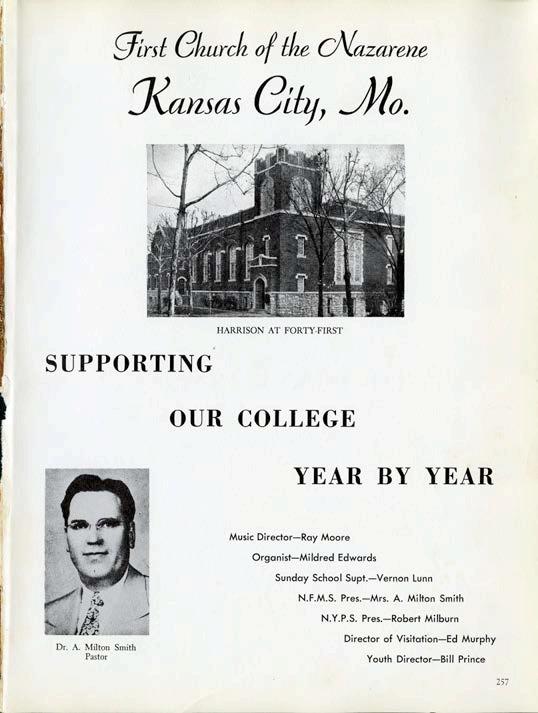 First Church of the Nazarene
Kansas City, Mo.
HARRISON AT FORTY-FIRST
SUPPORTING
OUR COLLEGE
YEAR BY YEAR
Music Director—Ray Moore
Organist—Mildred Edwards
Sunday School Supt.—Vernon Lunn
N.F.M.S. Pres.—Mrs. A. Milton Smith
N.Y.P.S. Pres.—Robert Milburn
Director of Visitation—Ed Murphy
Youth Director—Bill Prince
Dr. A. Milton Smith
Pastor
257